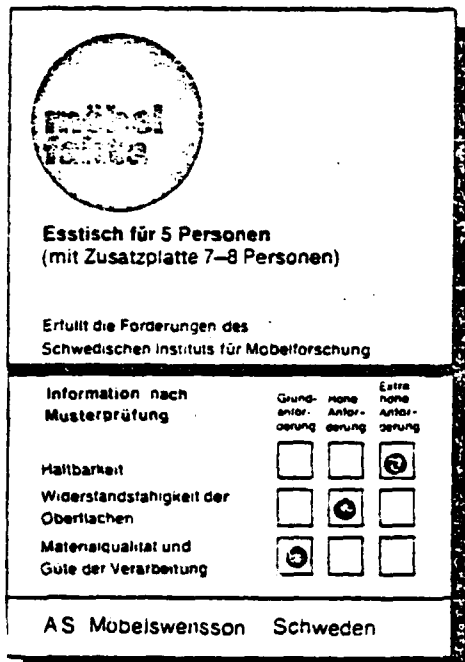 möbel
fakta
Esstisch für 5 Personen
(mit Zusatzplatte 7–8 Personen)
Erfullt die Forderungen des
Schwedischen Instituts für Mobelforschung
Information nach
Musterprüfung
Grund-
anfor-
derung
Hohe
Anfor-
derung
Extra
hohe
Anfor-
derung
Haltbarkeit
Widerstandsfahigkeit der
Oberflachen
Materialqualitat und
Güte der Verarbeitung
AS Mobelswensson Schweden